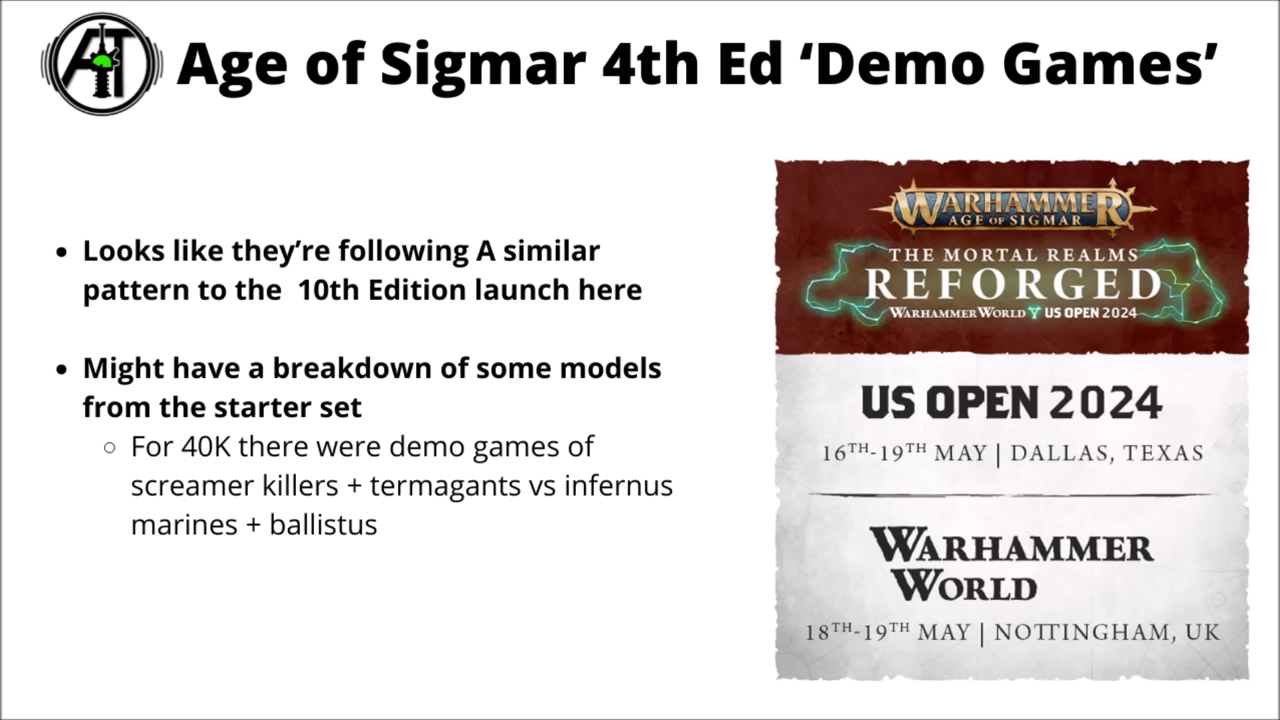 AT
Age of Sigmar 4th Ed ‘Demo Games’
• Looks like they’re following A similar
pattern to the  10th Edition launch here
• Might have a breakdown of some models
from the starter set
○ For 40K there were demo games of
screamer killers + termagants vs infernus
marines + ballistus
WARHAMMER
AGE OF SIGMAR
THE MORTAL REALMS
REFORGED
WARHAMMER WORLD US OPEN 2024
US OPEN 2024
16TH-19TH MAY | DALLAS, TEXAS
WARHAMMER
WORLD
18TH-19TH MAY | NOTTINGHAM, UK